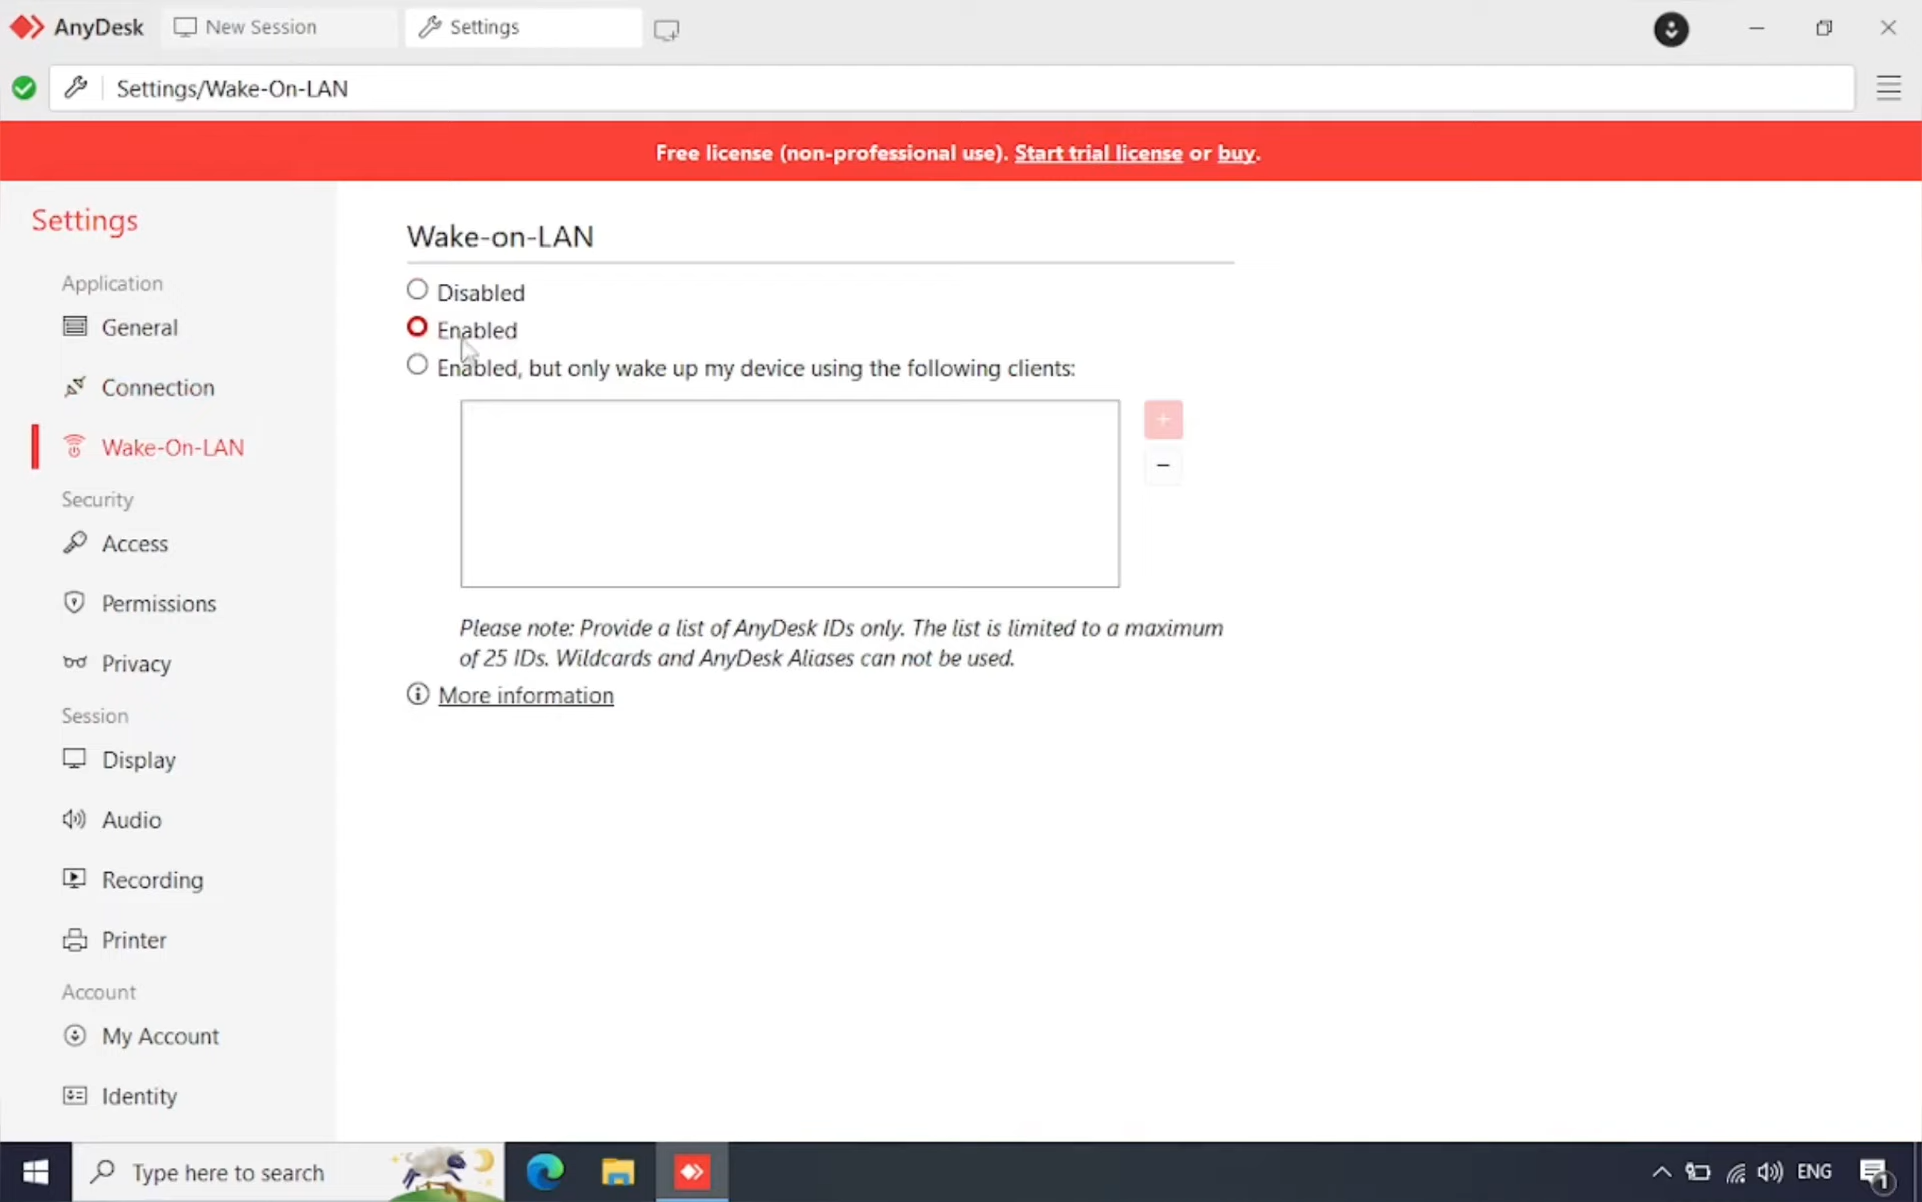 AnyDesk
New Session
Settings
Settings/Wake-On-LAN
Free license (non-professional use). Start trial license or buy.
Settings
Application
General
Connection
Wake-On-LAN
Security
Access
Permissions
Privacy
Session
Display
Audio
Recording
Printer
Account
My Account
Identity
Wake-on-LAN
Disabled
Enabled
Enabled, but only wake up my device using the following clients:
Please note: Provide a list of AnyDesk IDs only. The list is limited to a maximum
of 25 IDs. Wildcards and AnyDesk Aliases can not be used.
More information
Type here to search
ENG
1